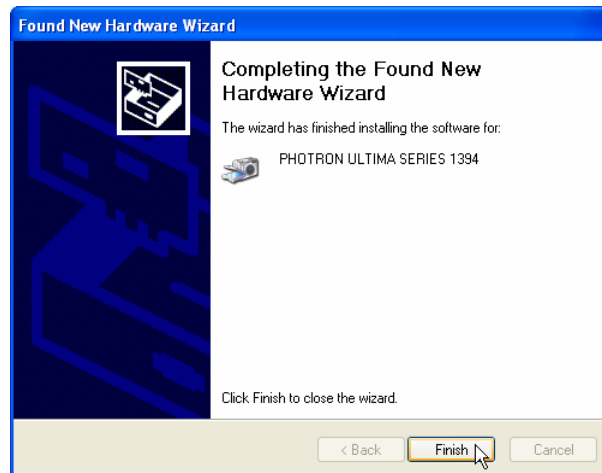 Found New Hardware Wizard
Completing the Found New
Hardware Wizard
The wizard has finished installing the software for:
PHOTRON ULTIMA SERIES 1394
Click Finish to close the wizard.
< Back
Finish
Cancel